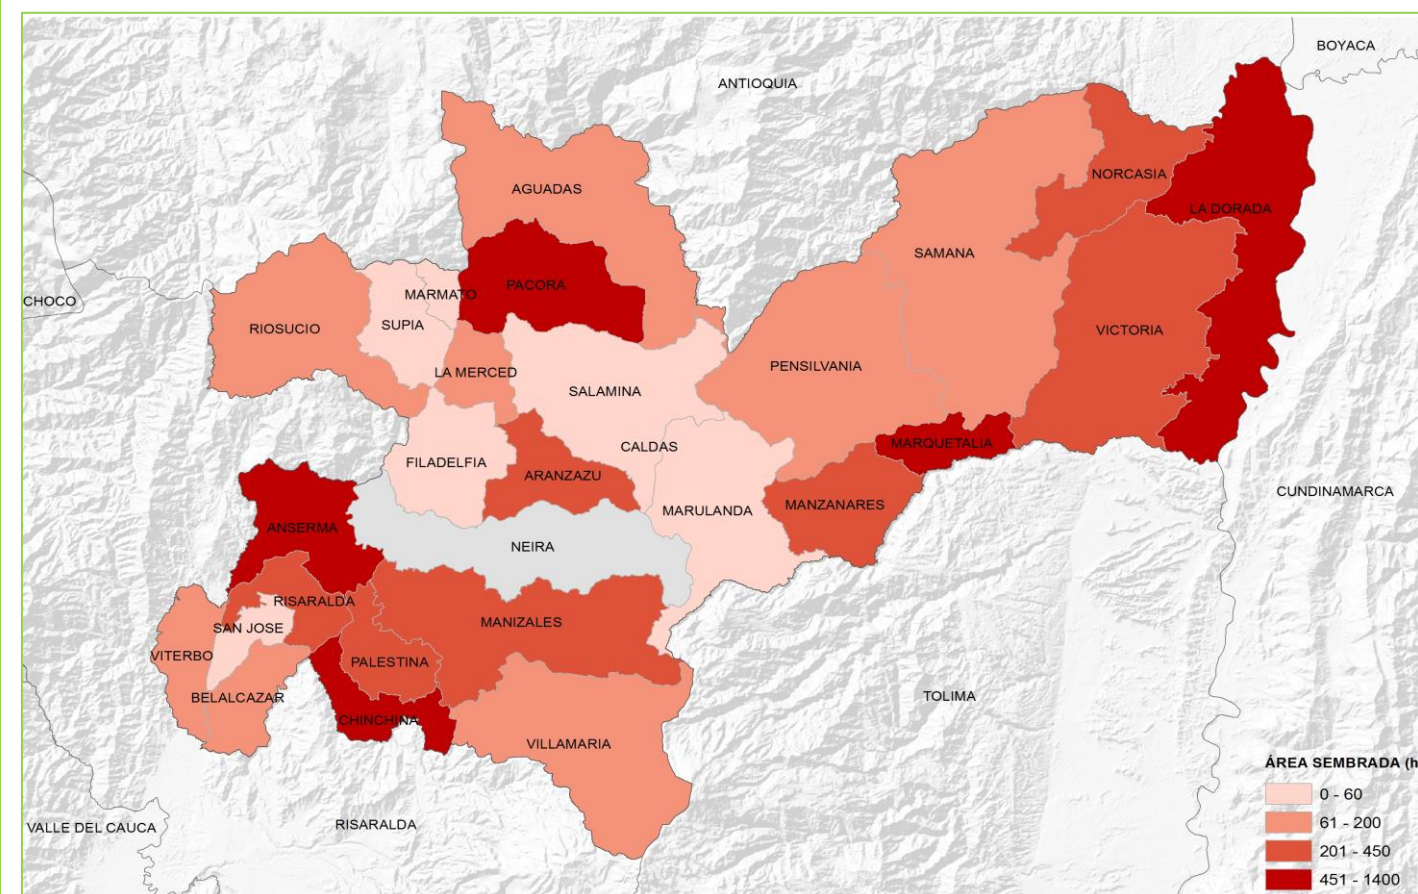 BOYACA
ANTIOQUIA
AGUADAS
NORCASIA
LA DORADA
SAMANA
PACORA
MARMATO
CHOCO
SUPIA
RIOSUCIO
VICTORIA
LA MERCED
PENSILVANIA
SALAMINA
CALDAS
MARQUETALIA
FILADELFIA
ARANZAZU
CUNDINAMARCA
MANZANARES
MARULANDA
ANSERMA
NEIRA
RISARALDA
MANIZALES
SAN JOSE
VITERBO
PALESTINA
BELALCAZAR
TOLIMA
CHINCHINA
VILLAMARIA
RISARALDA
VALLE DEL CAUCA
ÁREA SEMBRADA (h
0 - 60
61 - 200
201 - 450
451 - 1400